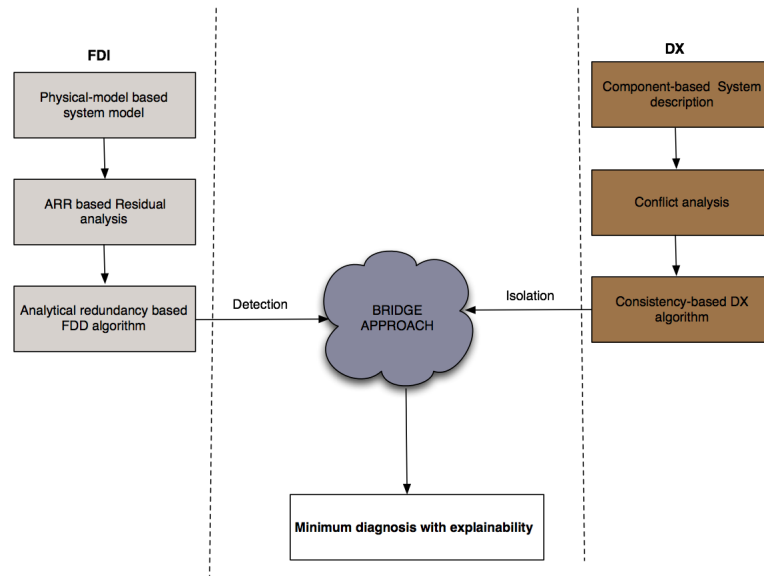 FDI
Physical-model based
system model
ARR based Residual
analysis
Analytical redundancy based
FDD algorithm
Detection
BRIDGE
APPROACH
Minimum diagnosis with explainability
DX
Component-based System
description
Conflict analysis
Isolation
Consistency-based DX
algorithm